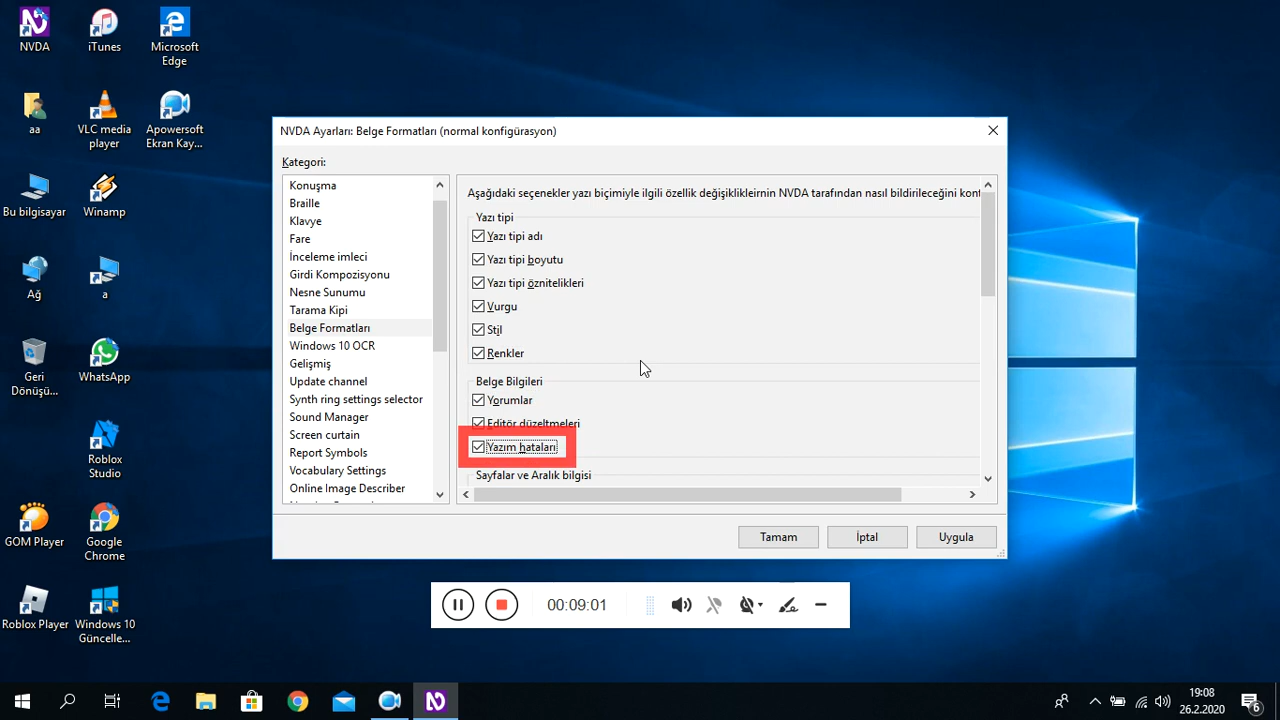 NVDA
iTunes
Microsoft
Edge
aa
VLC media
player
Apowersoft
Ekran Kay...
Bu bilgisayar
Winamp
Ağ
a
Geri
Dönüşü...
WhatsApp
Roblox
Studio
GOM Player
Google
Chrome
Roblox Player
Windows 10
Güncelle...
NVDA Ayarları: Belge Formatları (normal konfigürasyon)
Kategori:
Konuşma
Braille
Klavye
Fare
İnceleme imleci
Girdi Kompozisyonu
Nesne Sunumu
Tarama Kipi
Belge Formatları
Windows 10 OCR
Gelişmiş
Update channel
Synth ring settings selector
Sound Manager
Screen curtain
Report Symbols
Vocabulary Settings
Online Image Describer
Aşağıdaki seçenekler yazı biçimiyle ilgili özellik değişiklikleirnin NVDA tarafından nasıl bildirileceğini konf
Yazı tipi
Yazı tipi adı
Yazı tipi boyutu
Yazı tipi öznitelikleri
Vurgu
Stil
Renkler
Belge Bilgileri
Yorumlar
Editör düzeltmeleri
Yazım hataları
Sayfalar ve Aralık bilgisi
Tamam
İptal
Uygula
00:09:01
19:08
26.2.2020
6